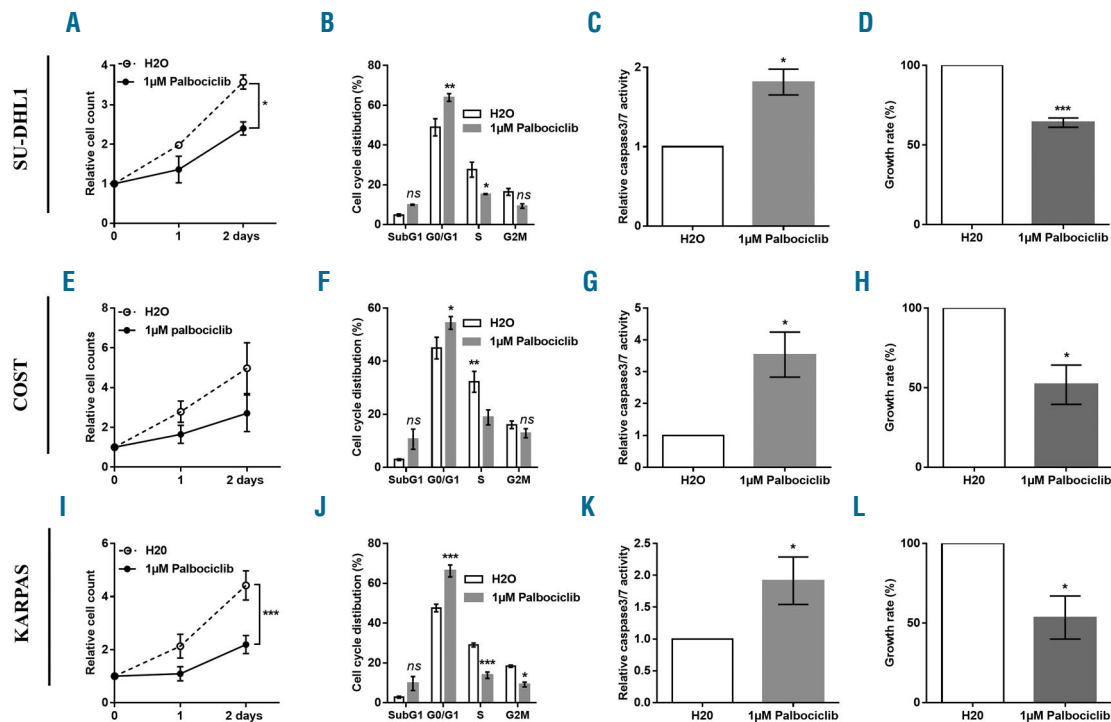 A
B
C
D
SU-DHL1
Relative cell count
4
3
2
1
0
H2O
1µM Palbociclib
*
0
1
2 days
Cell cycle distribution (%)
80
60
40
20
0
H2O
1µM Palbociclib
ns
**
*
ns
SubG1
G0/G1
S
G2M
Relative caspase3/7 activity
2
1
0
*
H2O
1µM Palbociclib
Growth rate (%)
100
50
0
***
H20
1µM Palbociclib
E
F
G
H
COST
Relative cell counts
8
6
4
2
0
H2O
1µM palbociclib
0
1
2 days
Cell cycle distribution (%)
60
40
20
0
H2O
1µM Palbociclib
ns
*
**
ns
SubG1
G0/G1
S
G2M
Relative caspase3/7 activity
5
4
3
2
1
0
*
H2O
1µM Palbociclib
Growth rate (%)
100
50
0
*
H20
1µM Palbociclib
I
J
K
L
KARPAS
Relative cell count
6
4
2
0
H20
1µM Palbociclib
***
0
1
2 days
Cell cycle distribution (%)
80
60
40
20
0
H2O
1µM Palbociclib
ns
***
***
*
SubG1
G0/G1
S
G2M
Relative caspase3/7 activity
2.5
2.0
1.5
1.0
0.5
0.0
*
H20
1µM Palbociclib
Growth rate (%)
100
50
0
*
H20
1µM Palbociclib